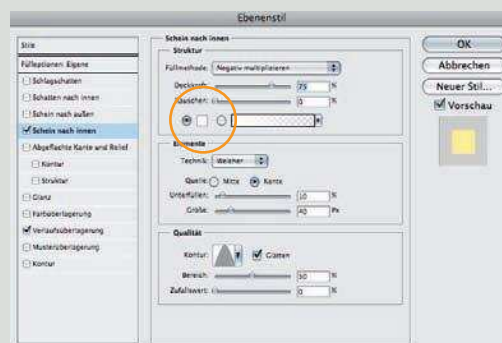 Ebenenstil
Stile
Fülloptionen: Eigene
Schlagschatten
Schatten nach innen
Schein nach außen
Schein nach innen
Abgeflachte Kante und Relief
Kontur
Struktur
Glanz
Farbüberlagerung
Verlaufsüberlagerung
Musterüberlagerung
Kontur
Schein nach innen
Struktur
Füllmethode: Negativ multiplizieren
Deckkraft: 75 %
Rauschen: 0 %
Elemente
Technik: Weicher
Quelle: Mitte Kante
Unterfüllen: 10 %
Größe: 40 Px
Qualität
Kontur: Glätten
Bereich: 50 %
Zufallswert: 0 %
OK
Abbrechen
Neuer Stil...
Vorschau